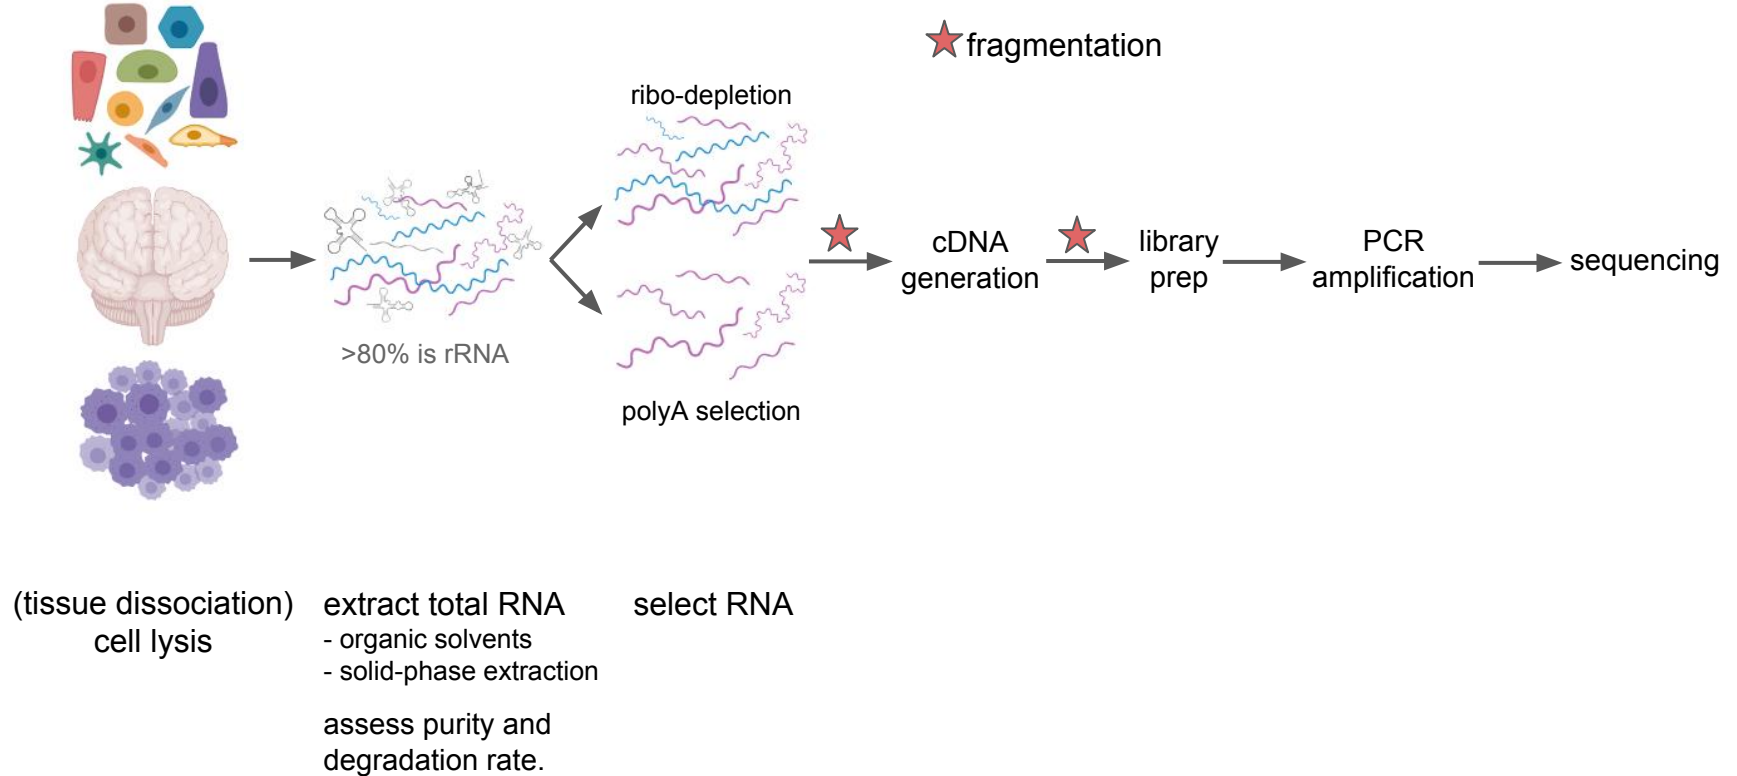 fragmentation
ribo-depletion
>80% is rRNA
polyA selection
cDNA
generation
library
prep
PCR
amplification
sequencing
(tissue dissociation)
cell lysis
extract total RNA
- organic solvents
- solid-phase extraction
assess purity and
degradation rate.
select RNA